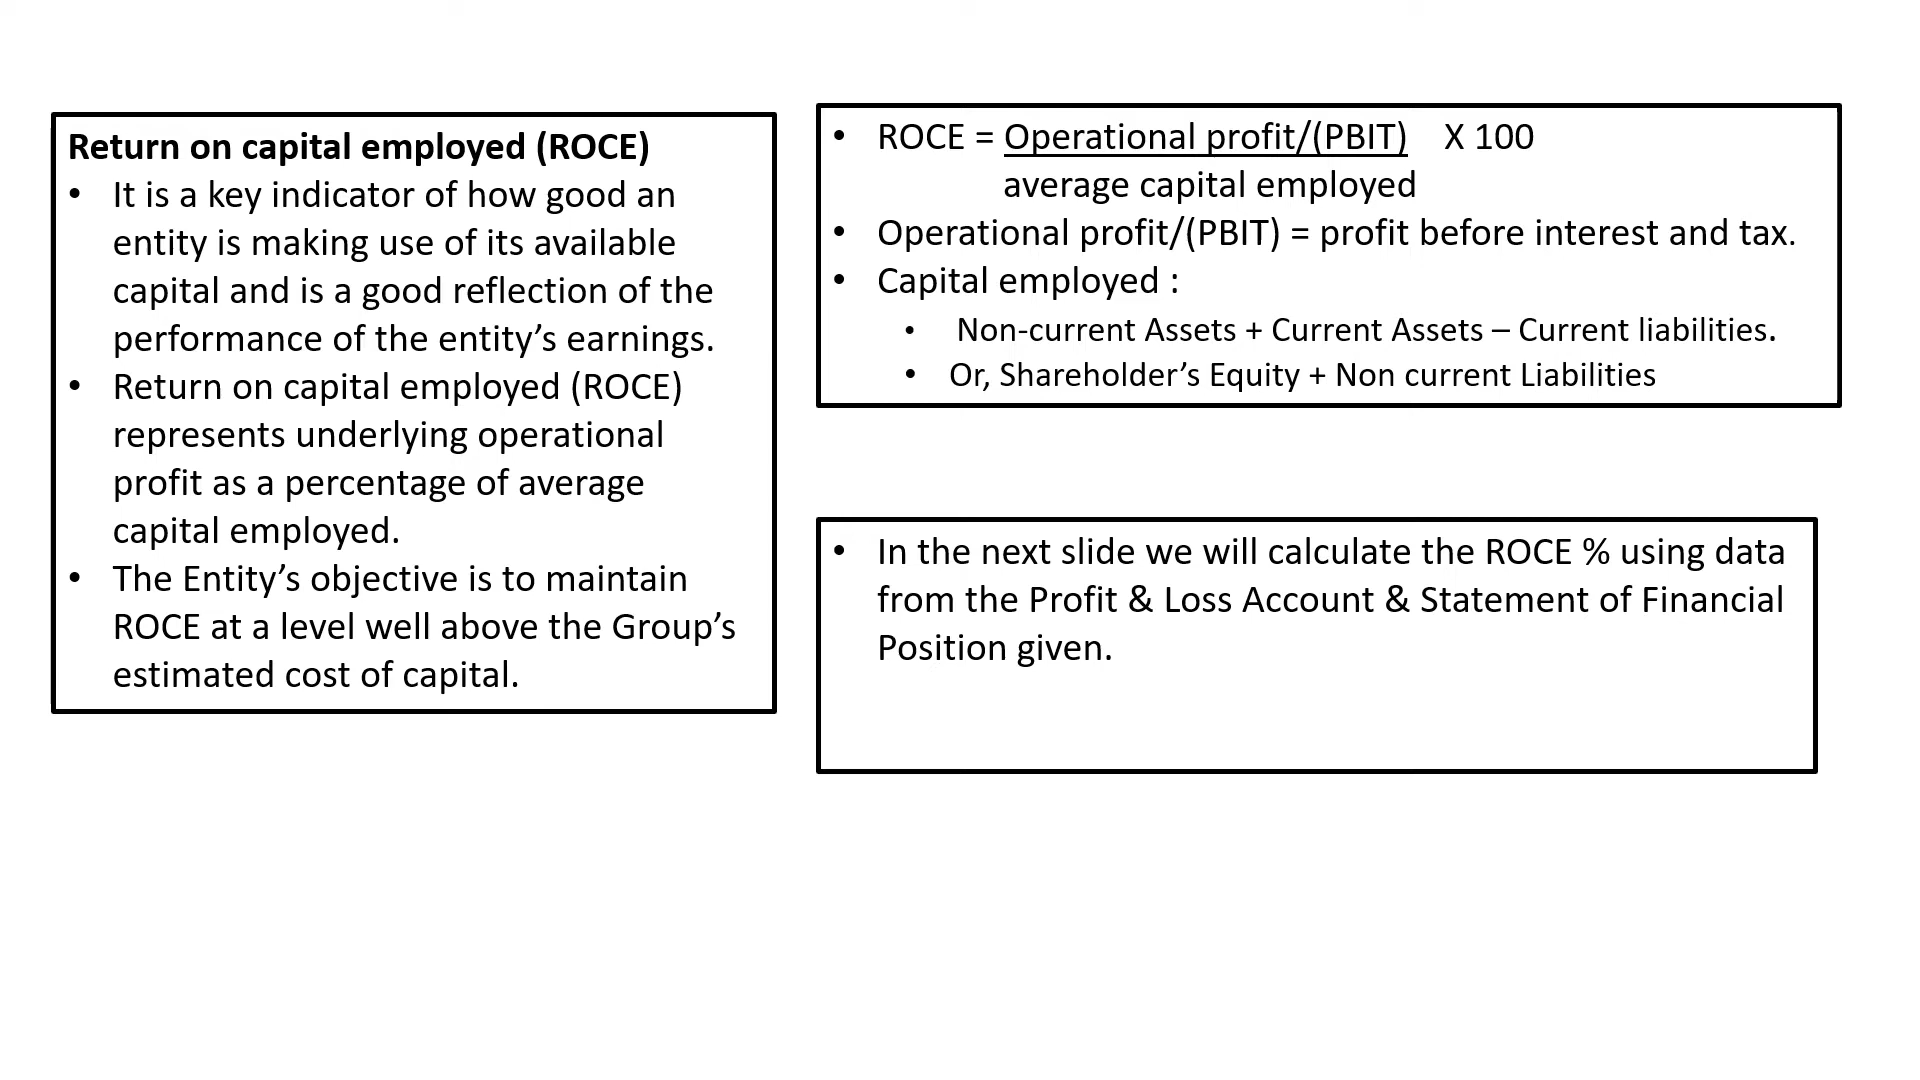 Return on capital employed (ROCE)
• It is a key indicator of how good an
entity is making use of its available
capital and is a good reflection of the
performance of the entity’s earnings.
• Return on capital employed (ROCE)
represents underlying operational
profit as a percentage of average
capital employed.
• The Entity’s objective is to maintain
ROCE at a level well above the Group’s
estimated cost of capital.
• ROCE = Operational profit/(PBIT) X 100
average capital employed
• Operational profit/(PBIT) = profit before interest and tax.
• Capital employed :
• Non-current Assets + Current Assets – Current liabilities.
• Or, Shareholder’s Equity + Non current Liabilities
• In the next slide we will calculate the ROCE % using data
from the Profit & Loss Account & Statement of Financial
Position given.